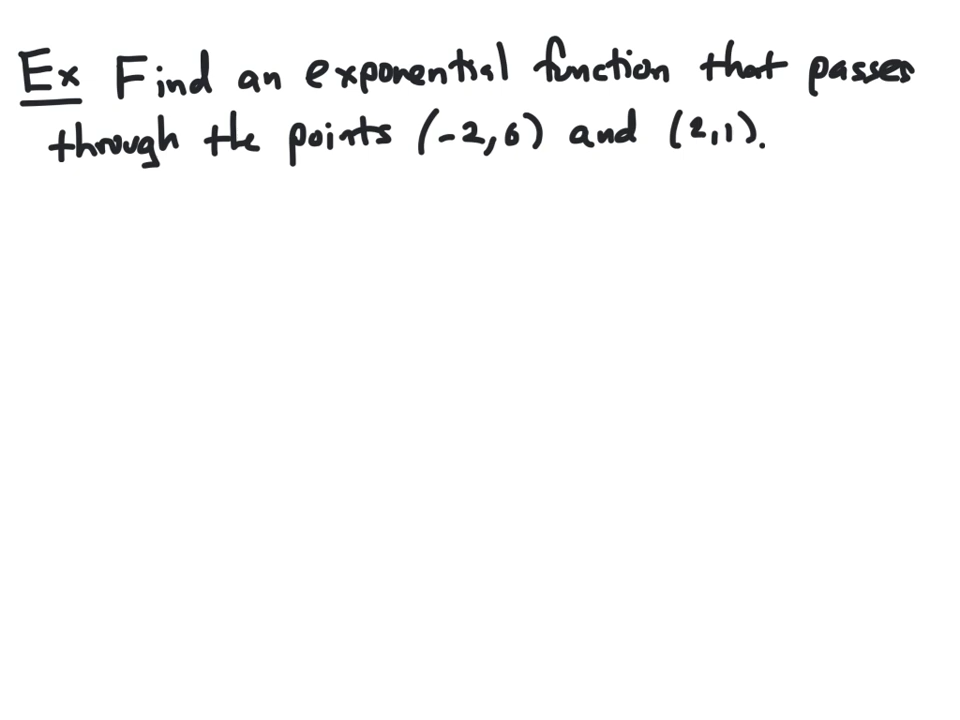 Ex Find an exponential function that passes
through the points (-2,6) and (2,1).